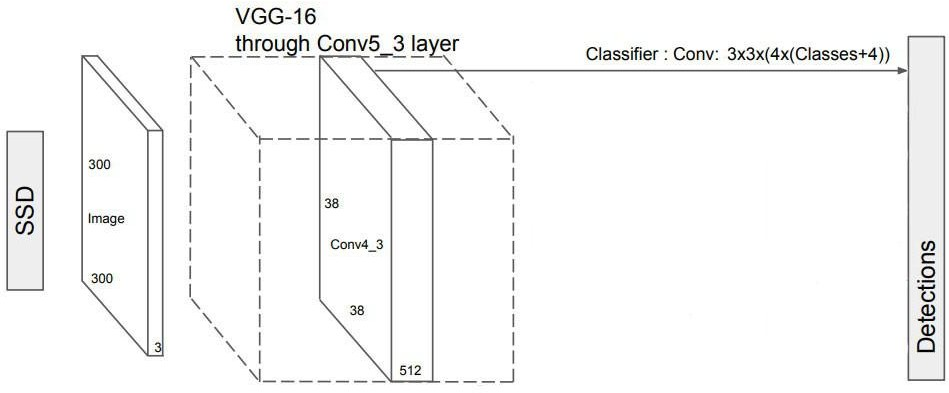 VGG-16
through Conv5_3 layer
Classifier : Conv: 3x3x(4x(Classes+4))
SSD
300
Image
300
3
38
Conv4_3
38
512
Detections